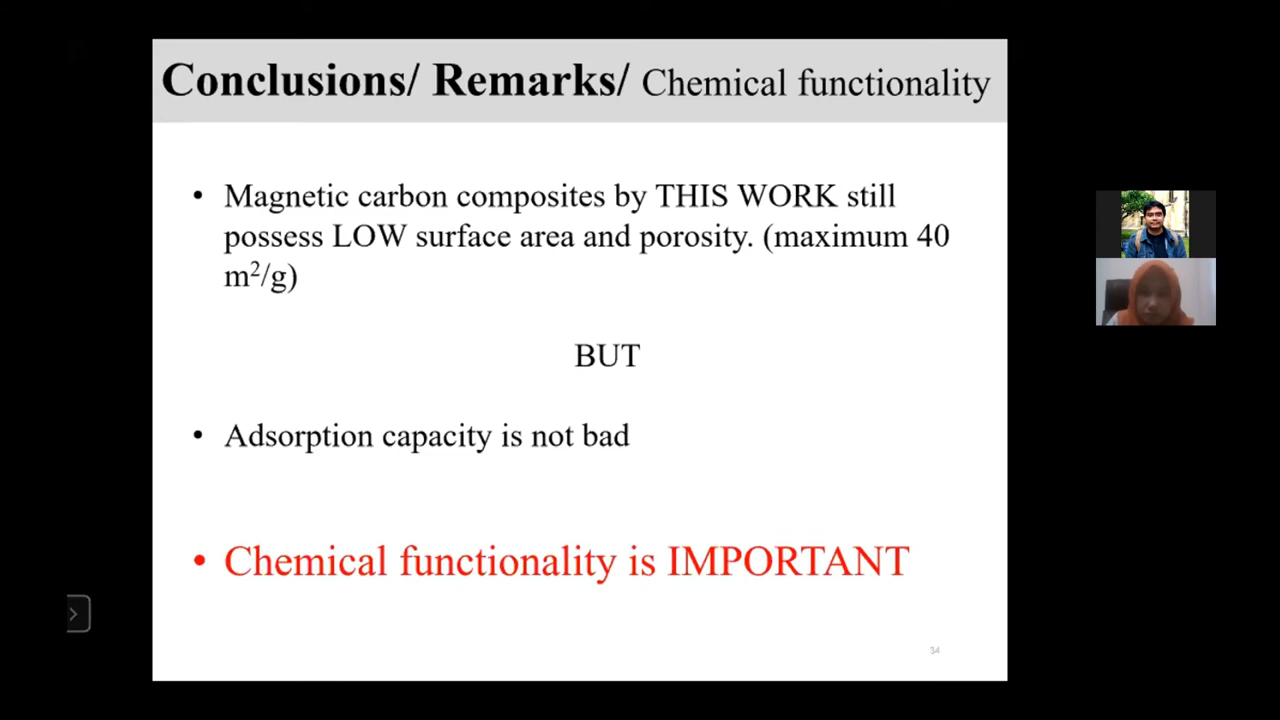 Conclusions/ Remarks/ Chemical functionality
• Magnetic carbon composites by THIS WORK still
possess LOW surface area and porosity. (maximum 40
m²/g)
BUT
• Adsorption capacity is not bad
• Chemical functionality is IMPORTANT
34